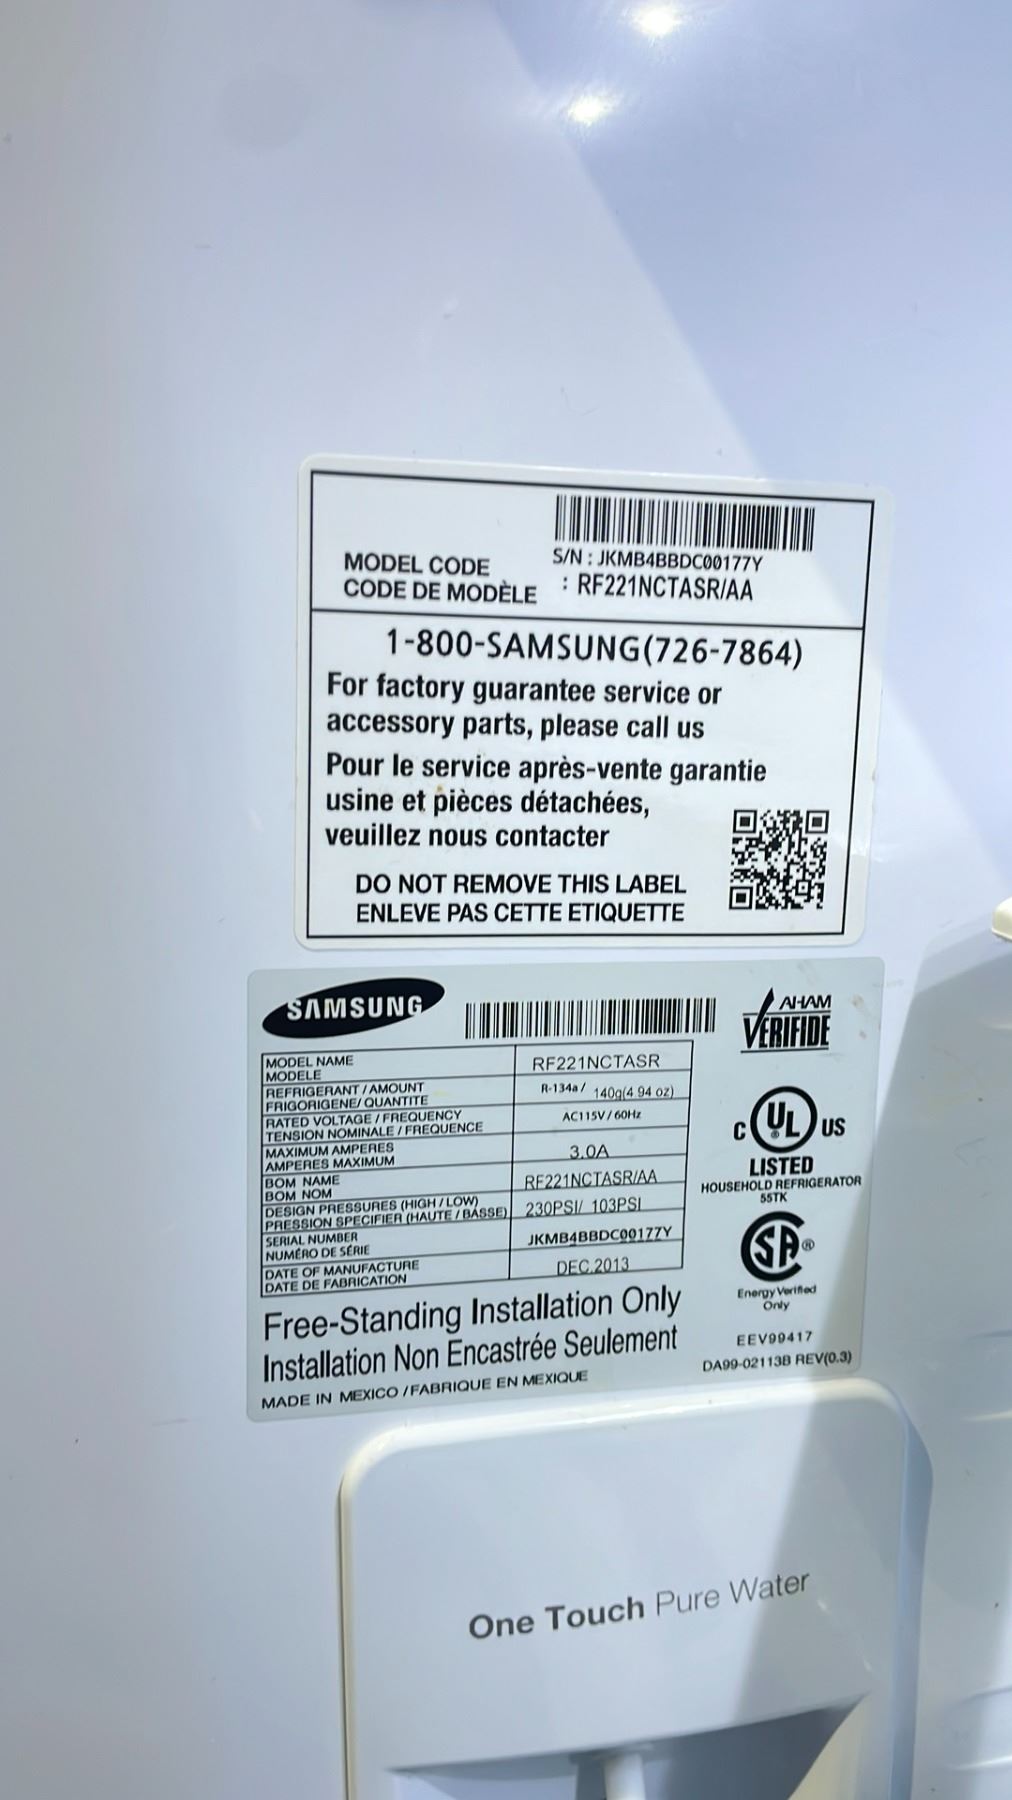 S/N : JKMB4BBDC00177Y
MODEL CODE
CODE DE MODÈLE : RF221NCTASR/AA
1-800-SAMSUNG(726-7864)
For factory guarantee service or
accessory parts, please call us
Pour le service après-vente garantie
usine et pièces détachées,
veuillez nous contacter
DO NOT REMOVE THIS LABEL
ENLEVE PAS CETTE ETIQUETTE
SAMSUNG
AHAM
VERIFIDE
MODEL NAME
MODELE
RF221NCTASR
REFRIGERANT / AMOUNT
FRIGORIGENE/ QUANTITE
R-134a / 140g(4.94 oz)
RATED VOLTAGE / FREQUENCY
TENSION NOMINALE / FREQUENCE
AC115V / 60Hz
MAXIMUM AMPERES
AMPERES MAXIMUM
3.0A
BOM NAME
BOM NOM
RF221NCTASR/AA
DESIGN PRESSURES (HIGH / LOW)
PRESSION SPECIFIER (HAUTE / BASSE)
230PSI/ 103PSI
SERIAL NUMBER
NUMÉRO DE SÉRIE
JKMB4BBDC00177Y
DATE OF MANUFACTURE
DATE DE FABRICATION
DEC.2013
C UL ® US
LISTED
HOUSEHOLD REFRIGERATOR
55TK
SA ®
Energy Verified
Only
EEV99417
DA99-02113B REV(0.3)
Free-Standing Installation Only
Installation Non Encastrée Seulement
MADE IN MEXICO / FABRIQUE EN MEXIQUE
One Touch Pure Water